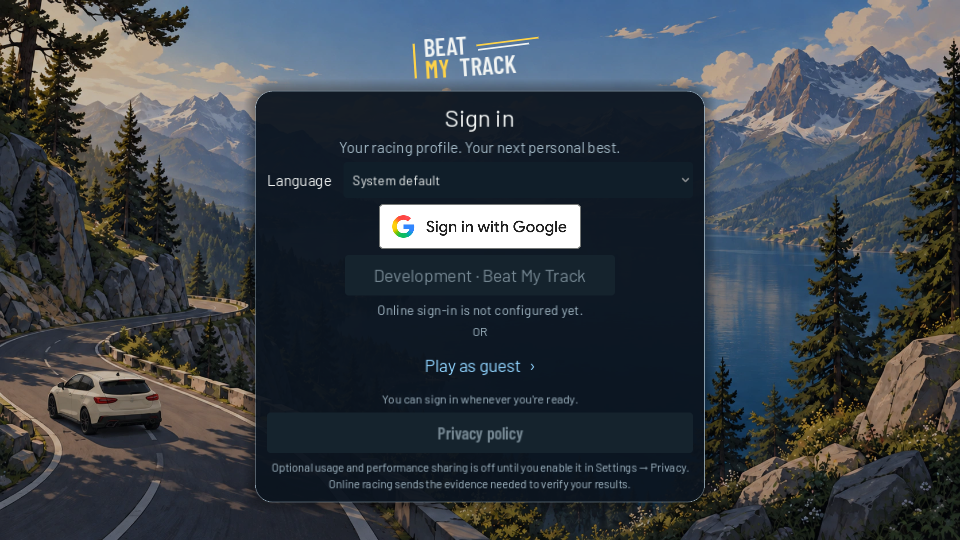 BEAT
MY TRACK
Sign in
Your racing profile. Your next personal best.
Language System default
Sign in with Google
Development · Beat My Track
Online sign-in is not configured yet.
OR
Play as guest ›
You can sign in whenever you're ready.
Privacy policy
Optional usage and performance sharing is off until you enable it in Settings → Privacy.
Online racing sends the evidence needed to verify your results.